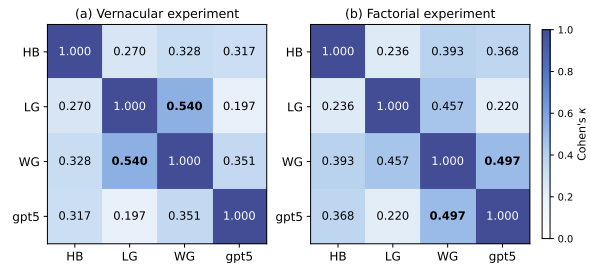 (a) Vernacular experiment
HB 1.000 0.270 0.328 0.317
LG 0.270 1.000 0.540 0.197
WG 0.328 0.540 1.000 0.351
gpt5 0.317 0.197 0.351 1.000
HB LG WG gpt5
(b) Factorial experiment
HB 1.000 0.236 0.393 0.368
LG 0.236 1.000 0.457 0.220
WG 0.393 0.457 1.000 0.497
gpt5 0.368 0.220 0.497 1.000
HB LG WG gpt5
1.0
0.8
0.6
0.4
0.2
0.0
Cohen's κ